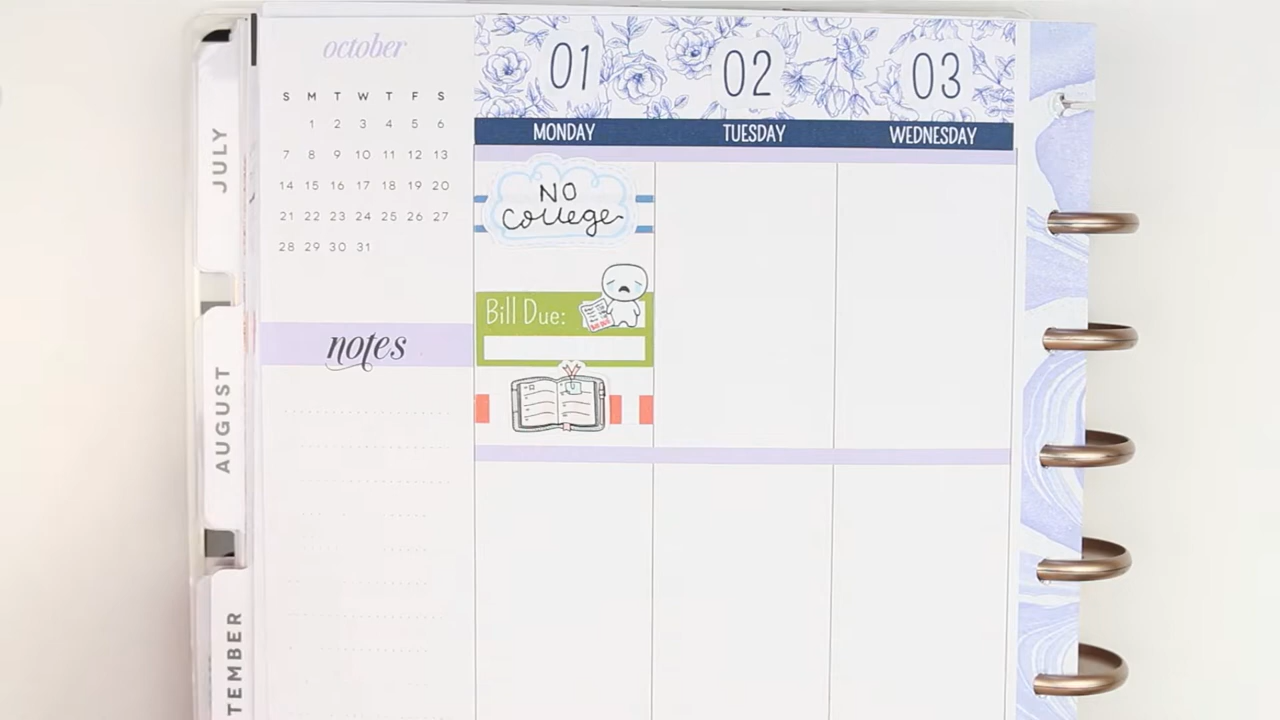 october
S M T W T F S
1 2 3 4 5 6
7 8 9 10 11 12 13
14 15 16 17 18 19 20
21 22 23 24 25 26 27
28 29 30 31
notes
01 02 03
MONDAY TUESDAY WEDNESDAY
NO
College
Bill Due:
JULY
AUGUST
TEMBER